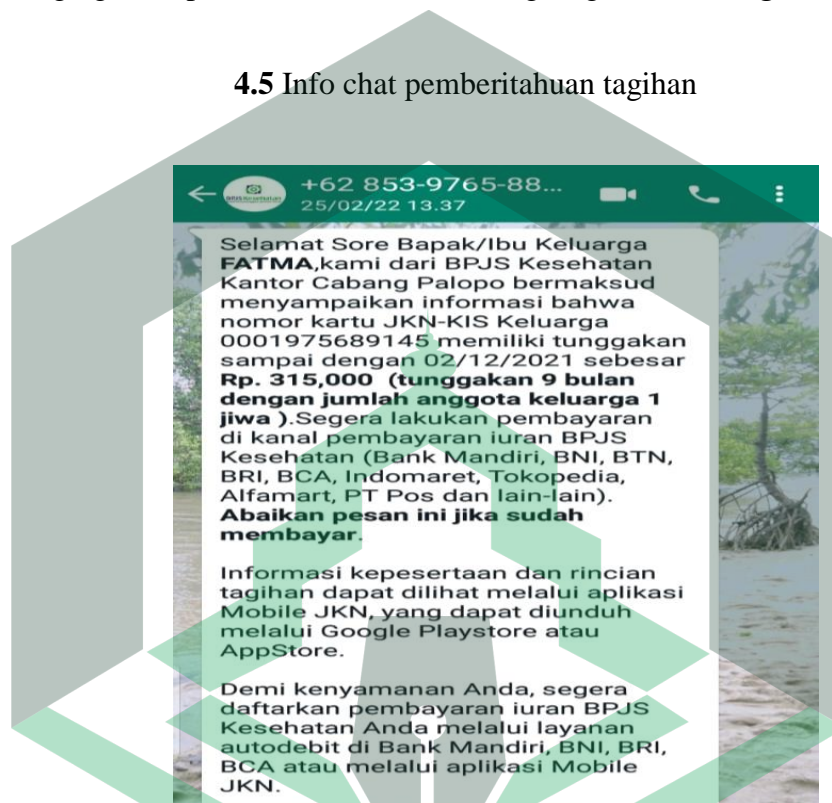 4.5 Info chat pemberitahuan tagihan
+62 853-9765-88...
25/02/22 13.37
Selamat Sore Bapak/Ibu Keluarga
FATMA,kami dari BPJS Kesehatan
Kantor Cabang Palopo bermaksud
menyampaikan informasi bahwa
nomor kartu JKN-KIS Keluarga
0001975689145 memiliki tunggakan
sampai dengan 02/12/2021 sebesar
Rp. 315,000 (tunggakan 9 bulan
dengan jumlah anggota keluarga 1
jiwa ).Segera lakukan pembayaran
di kanal pembayaran iuran BPJS
Kesehatan (Bank Mandiri, BNI, BTN,
BRI, BCA, Indomaret, Tokopedia,
Alfamart, PT Pos dan lain-lain).
Abaikan pesan ini jika sudah
membayar.
Informasi kepesertaan dan rincian
tagihan dapat dilihat melalui aplikasi
Mobile JKN, yang dapat diunduh
melalui Google Playstore atau
AppStore.
Demi kenyamanan Anda, segera
daftarkan pembayaran iuran BPJS
Kesehatan Anda melalui layanan
autodebit di Bank Mandiri, BNI, BRI,
BCA atau melalui aplikasi Mobile
JKN.